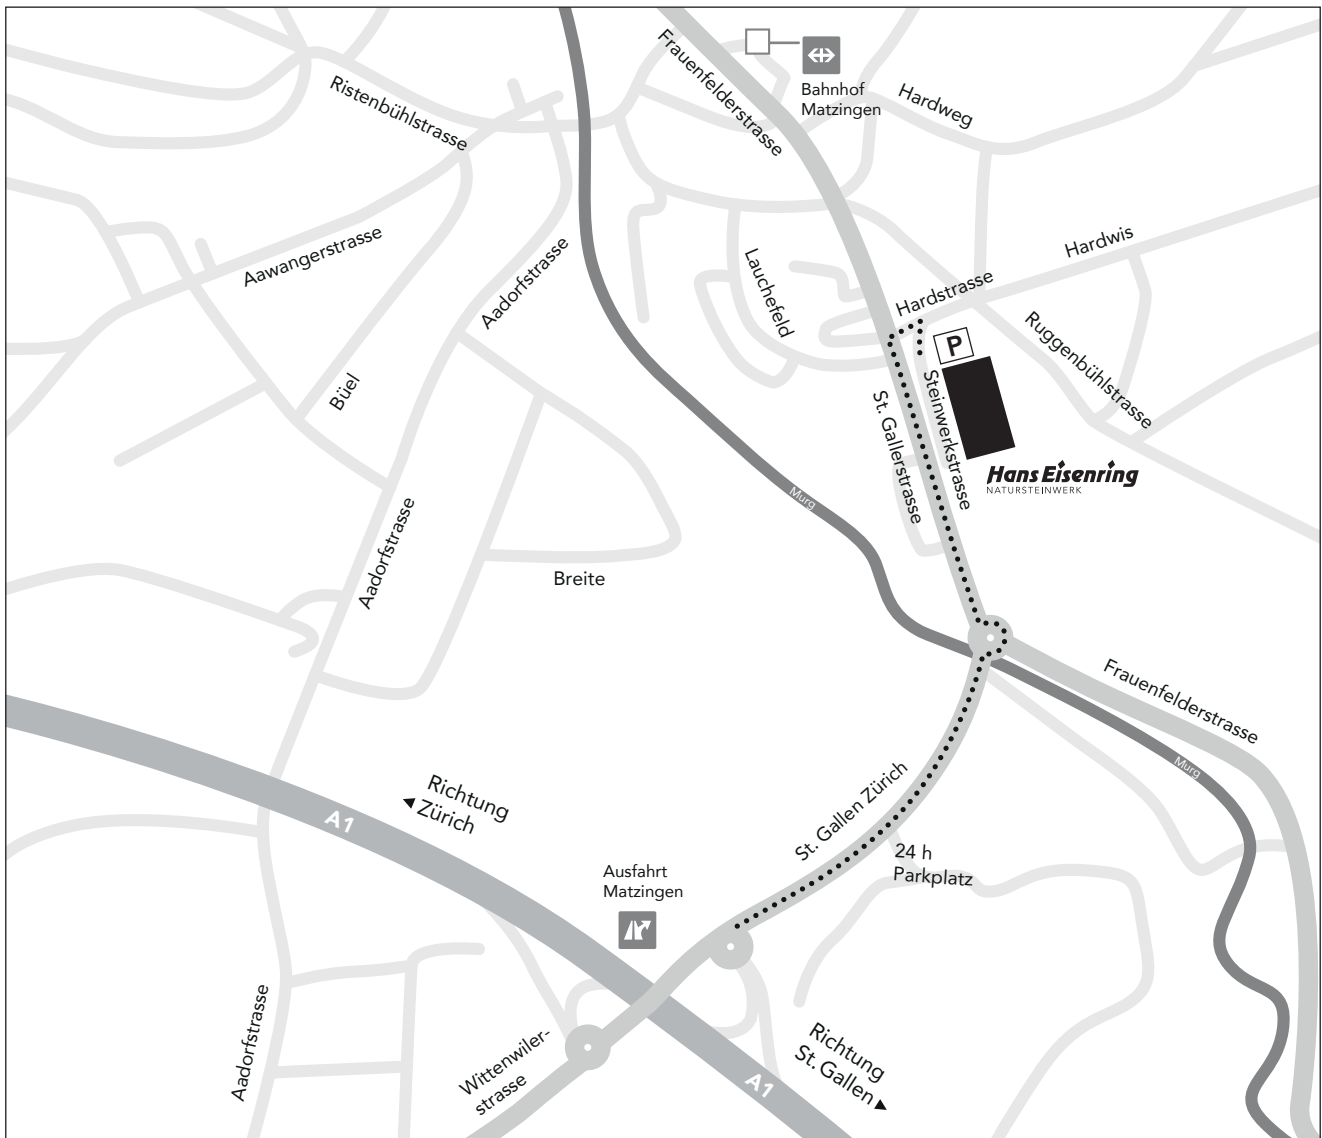 Frauenfelderstrasse
Bahnhof
Matzingen
Hardweg
Ristenbühlstrasse
Aawangerstrasse
Aadorfstrasse
Lauchefeld
Hardwis
Hardstrasse
P
Ruggenbühlstrasse
Büel
Steinwerkstrasse
St. Gallerstrasse
Hans Eisenring
NATURSTEINWERK
Murg
Aadorfstrasse
Breite
Frauenfelderstrasse
Murg
Richtung
Zürich
A1
St. Gallen Zürich
24 h
Parkplatz
Ausfahrt
Matzingen
Aadorfstrasse
Wittenwiler-
strasse
Richtung
St. Gallen
A1